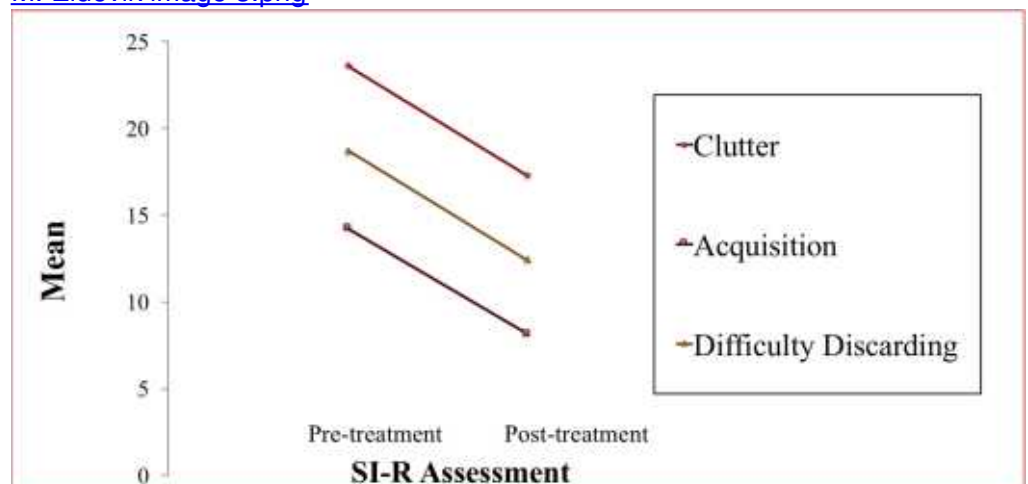 25
20
15
10
5
0
Mean
Pre-treatment Post-treatment
SI-R Assessment
Clutter
Acquisition
Difficulty Discarding